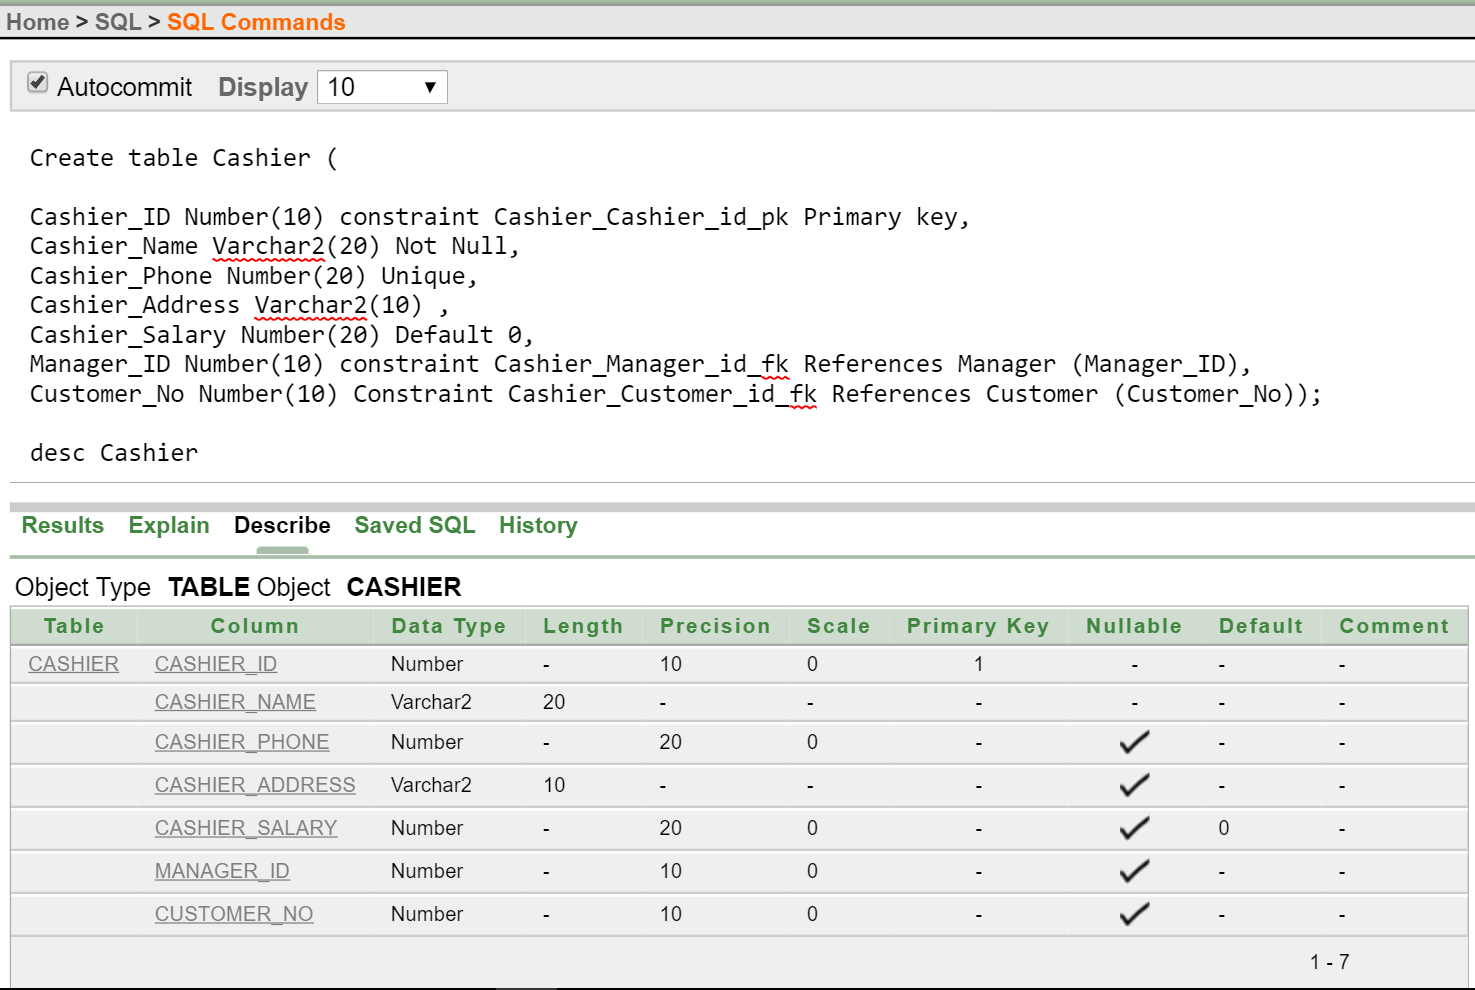 Home > SQL > SQL Commands
Autocommit Display 10
Create table Cashier (
Cashier_ID Number(10) constraint Cashier_Cashier_id_pk Primary key,
Cashier_Name Varchar2(20) Not Null,
Cashier_Phone Number(20) Unique,
Cashier_Address Varchar2(10) ,
Cashier_Salary Number(20) Default 0,
Manager_ID Number(10) constraint Cashier_Manager_id_fk References Manager (Manager_ID),
Customer_No Number(10) Constraint Cashier_Customer_id_fk References Customer (Customer_No));
desc Cashier
Results Explain Describe Saved SQL History
Object Type TABLE Object CASHIER
Table Column Data Type Length Precision Scale Primary Key Nullable Default Comment
CASHIER CASHIER_ID Number - 10 0 1 - - -
CASHIER_NAME Varchar2 20 - - - - - -
CASHIER_PHONE Number - 20 0 - - -
CASHIER_ADDRESS Varchar2 10 - - - - -
CASHIER_SALARY Number - 20 0 - 0 -
MANAGER_ID Number - 10 0 - - -
CUSTOMER_NO Number - 10 0 - - -
1 - 7